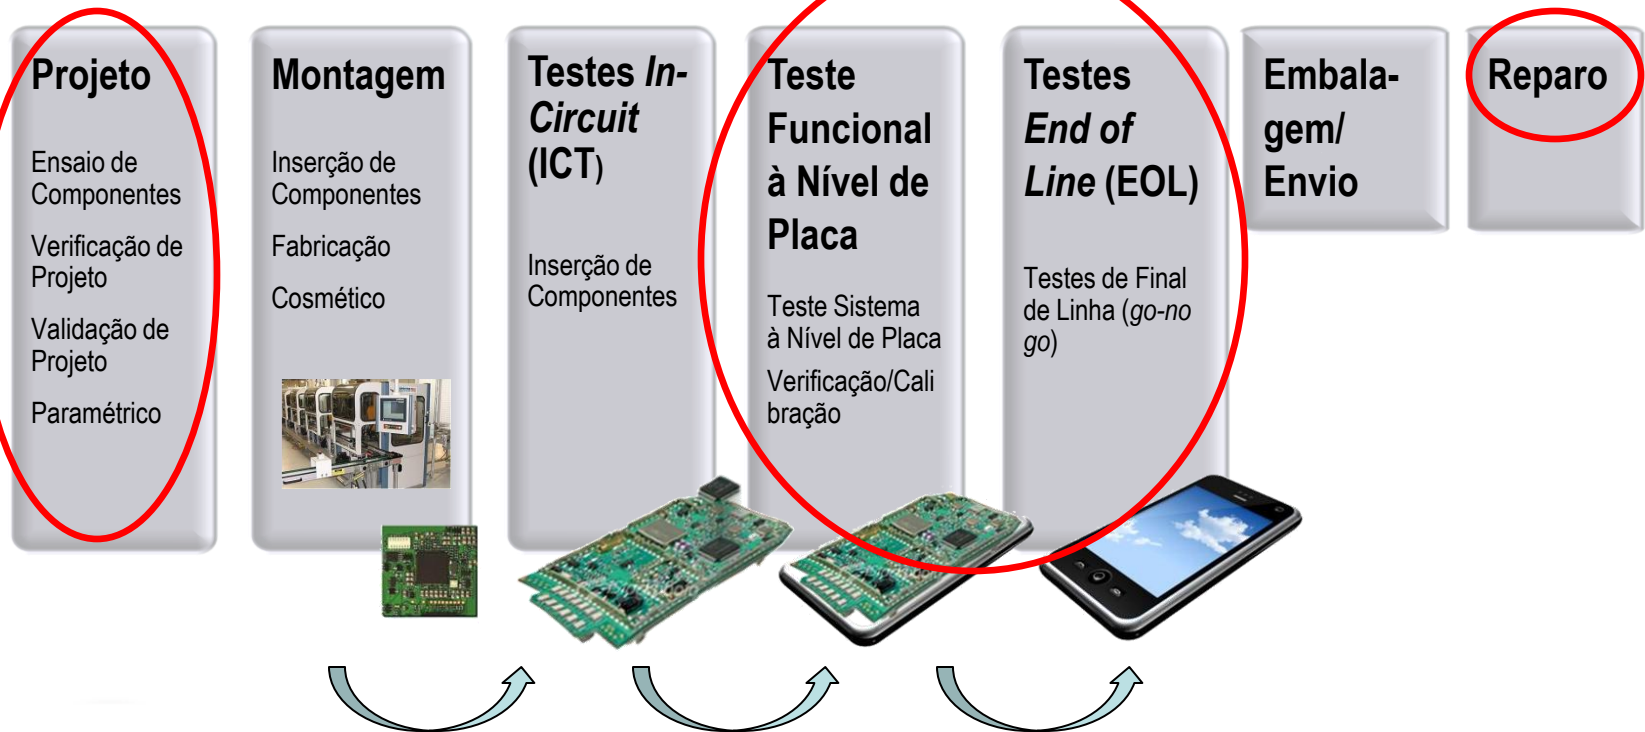 Projeto
Ensaio de
Componentes
Verificação de
Projeto
Validação de
Projeto
Paramétrico
Montagem
Inserção de
Componentes
Fabricação
Cosmético
Testes In-
Circuit
(ICT)
Inserção de
Componentes
Teste
Funcional
à Nível de
Placa
Teste Sistema
à Nível de Placa
Verificação/Cali
bração
Testes
End of
Line (EOL)
Testes de Final
de Linha (go-no
go)
Embala-
gem/
Envio
Reparo